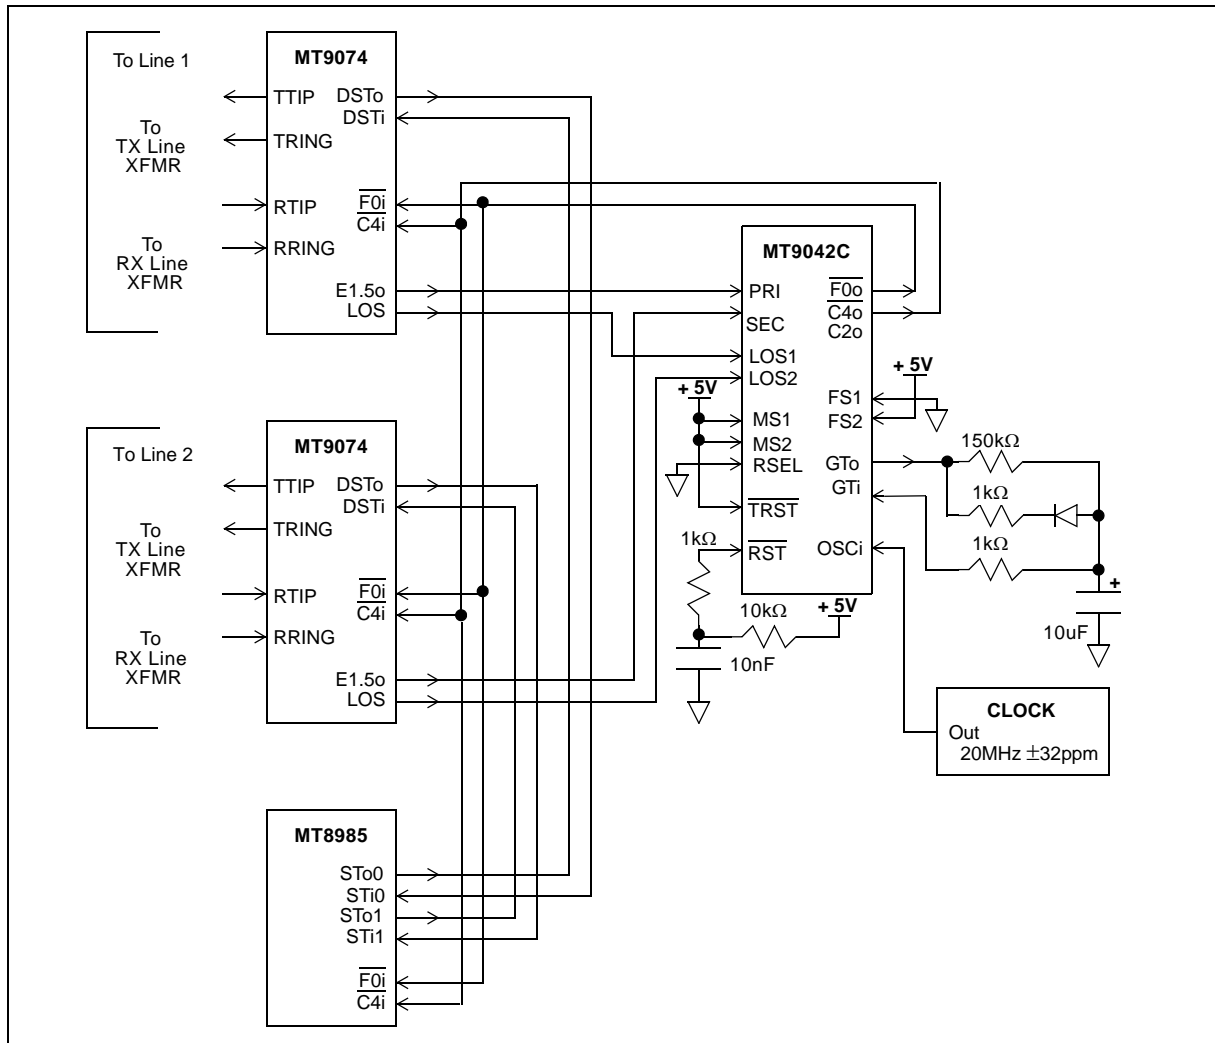 To Line 1
To
TX Line
XFMR
To
RX Line
XFMR
MT9074
TTIP
DSTo
DSTi
TRING
RTIP
F0i
C4i
RRING
E1.5o
LOS
To Line 2
To
TX Line
XFMR
To
RX Line
XFMR
MT9074
TTIP
DSTo
DSTi
TRING
RTIP
F0i
C4i
RRING
E1.5o
LOS
MT8985
STo0
STi0
STo1
STi1
F0i
C4i
MT9042C
PRI
SEC
LOS1
LOS2
MS1
MS2
RSEL
TRST
RST
F0o
C4o
C2o
FS1
FS2
GTo
GTi
OSCi
+ 5V
+ 5V
150kΩ
1kΩ
1kΩ
+
10uF
1kΩ
10kΩ
+ 5V
10nF
CLOCK
Out
20MHz ±32ppm